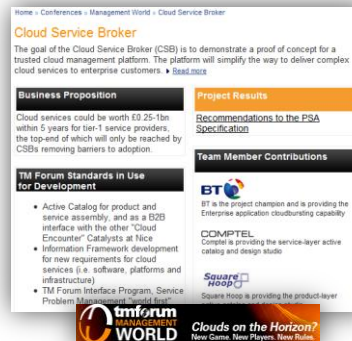 Home » Conferences » Management World » Cloud Service Broker
Cloud Service Broker
The goal of the Cloud Service Broker (CSB) is to demonstrate a proof of concept for a
trusted cloud management platform. The platform will simplify the way to deliver complex
cloud services to enterprise customers. ▸ Read more
Business Proposition
Cloud services could be worth £0.25-1bn
within 5 years for tier-1 service providers,
the top-end of which will only be reached by
CSBs removing barriers to adoption.
TM Forum Standards in Use
for Development
• Active Catalog for product and
service assembly, and as a B2B
interface with the other "Cloud
Encounter" Catalysts at Nice
• Information Framework development
for new requirements for cloud
services (i.e. software, platforms and
infrastructure)
• TM Forum Interface Program, Service
Problem Management "world first"
Project Results
Recommendations to the PSA
Specification
Team Member Contributions
BT
BT is the project champion and is providing the
Enterprise application cloudbursting capability
COMPTEL
Comptel is providing the service-layer active
catalog and design studio
Square
Hoop
Square Hoop is providing the product-layer
tmforum
MANAGEMENT
WORLD
Clouds on the Horizon?
New Game. New Players. New Rules.